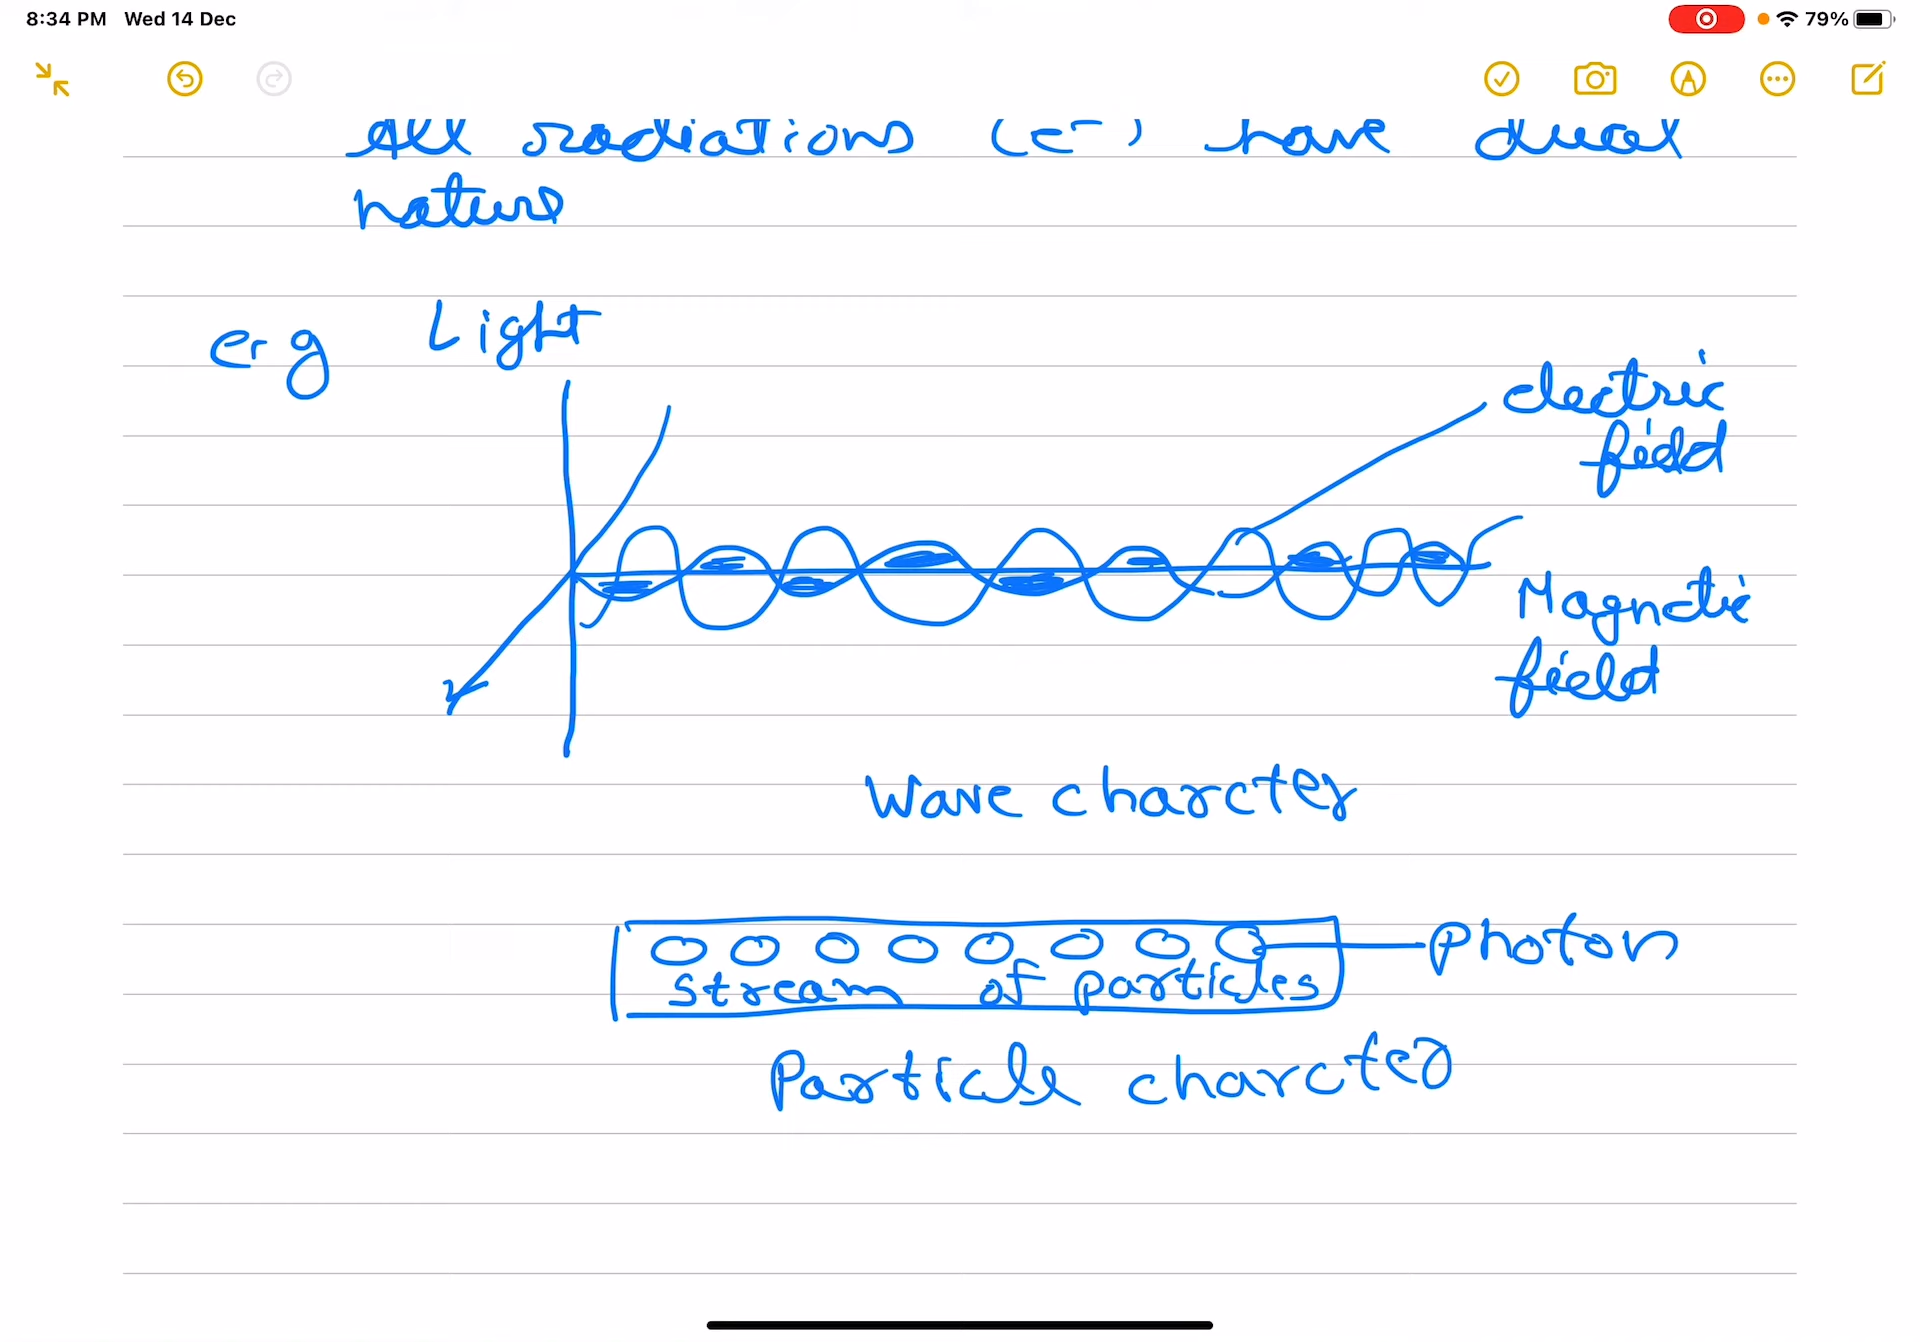 8:34 PM Wed 14 Dec
79%
All radiations (e⁻) have dual
nature
e.g Light
electric
field
Magnetic
field
Wave charcter
Photon
stream of particles
Particle charcter